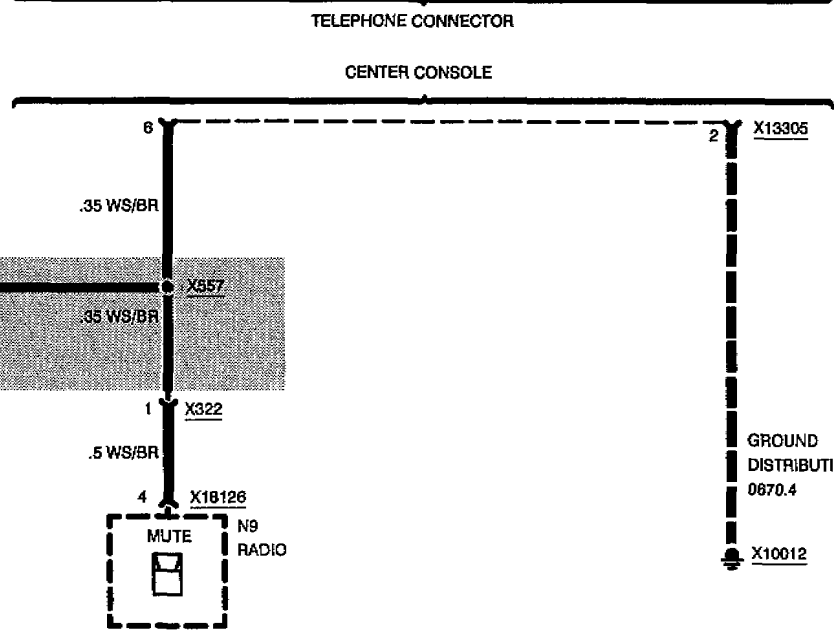 TELEPHONE CONNECTOR
CENTER CONSOLE
6
2
X13305
.35 WS/BR
X557
.35 WS/BR
1
X322
.5 WS/BR
4
X18126
MUTE
N9
RADIO
GROUND
DISTRIBUTI
0670.4
X10012